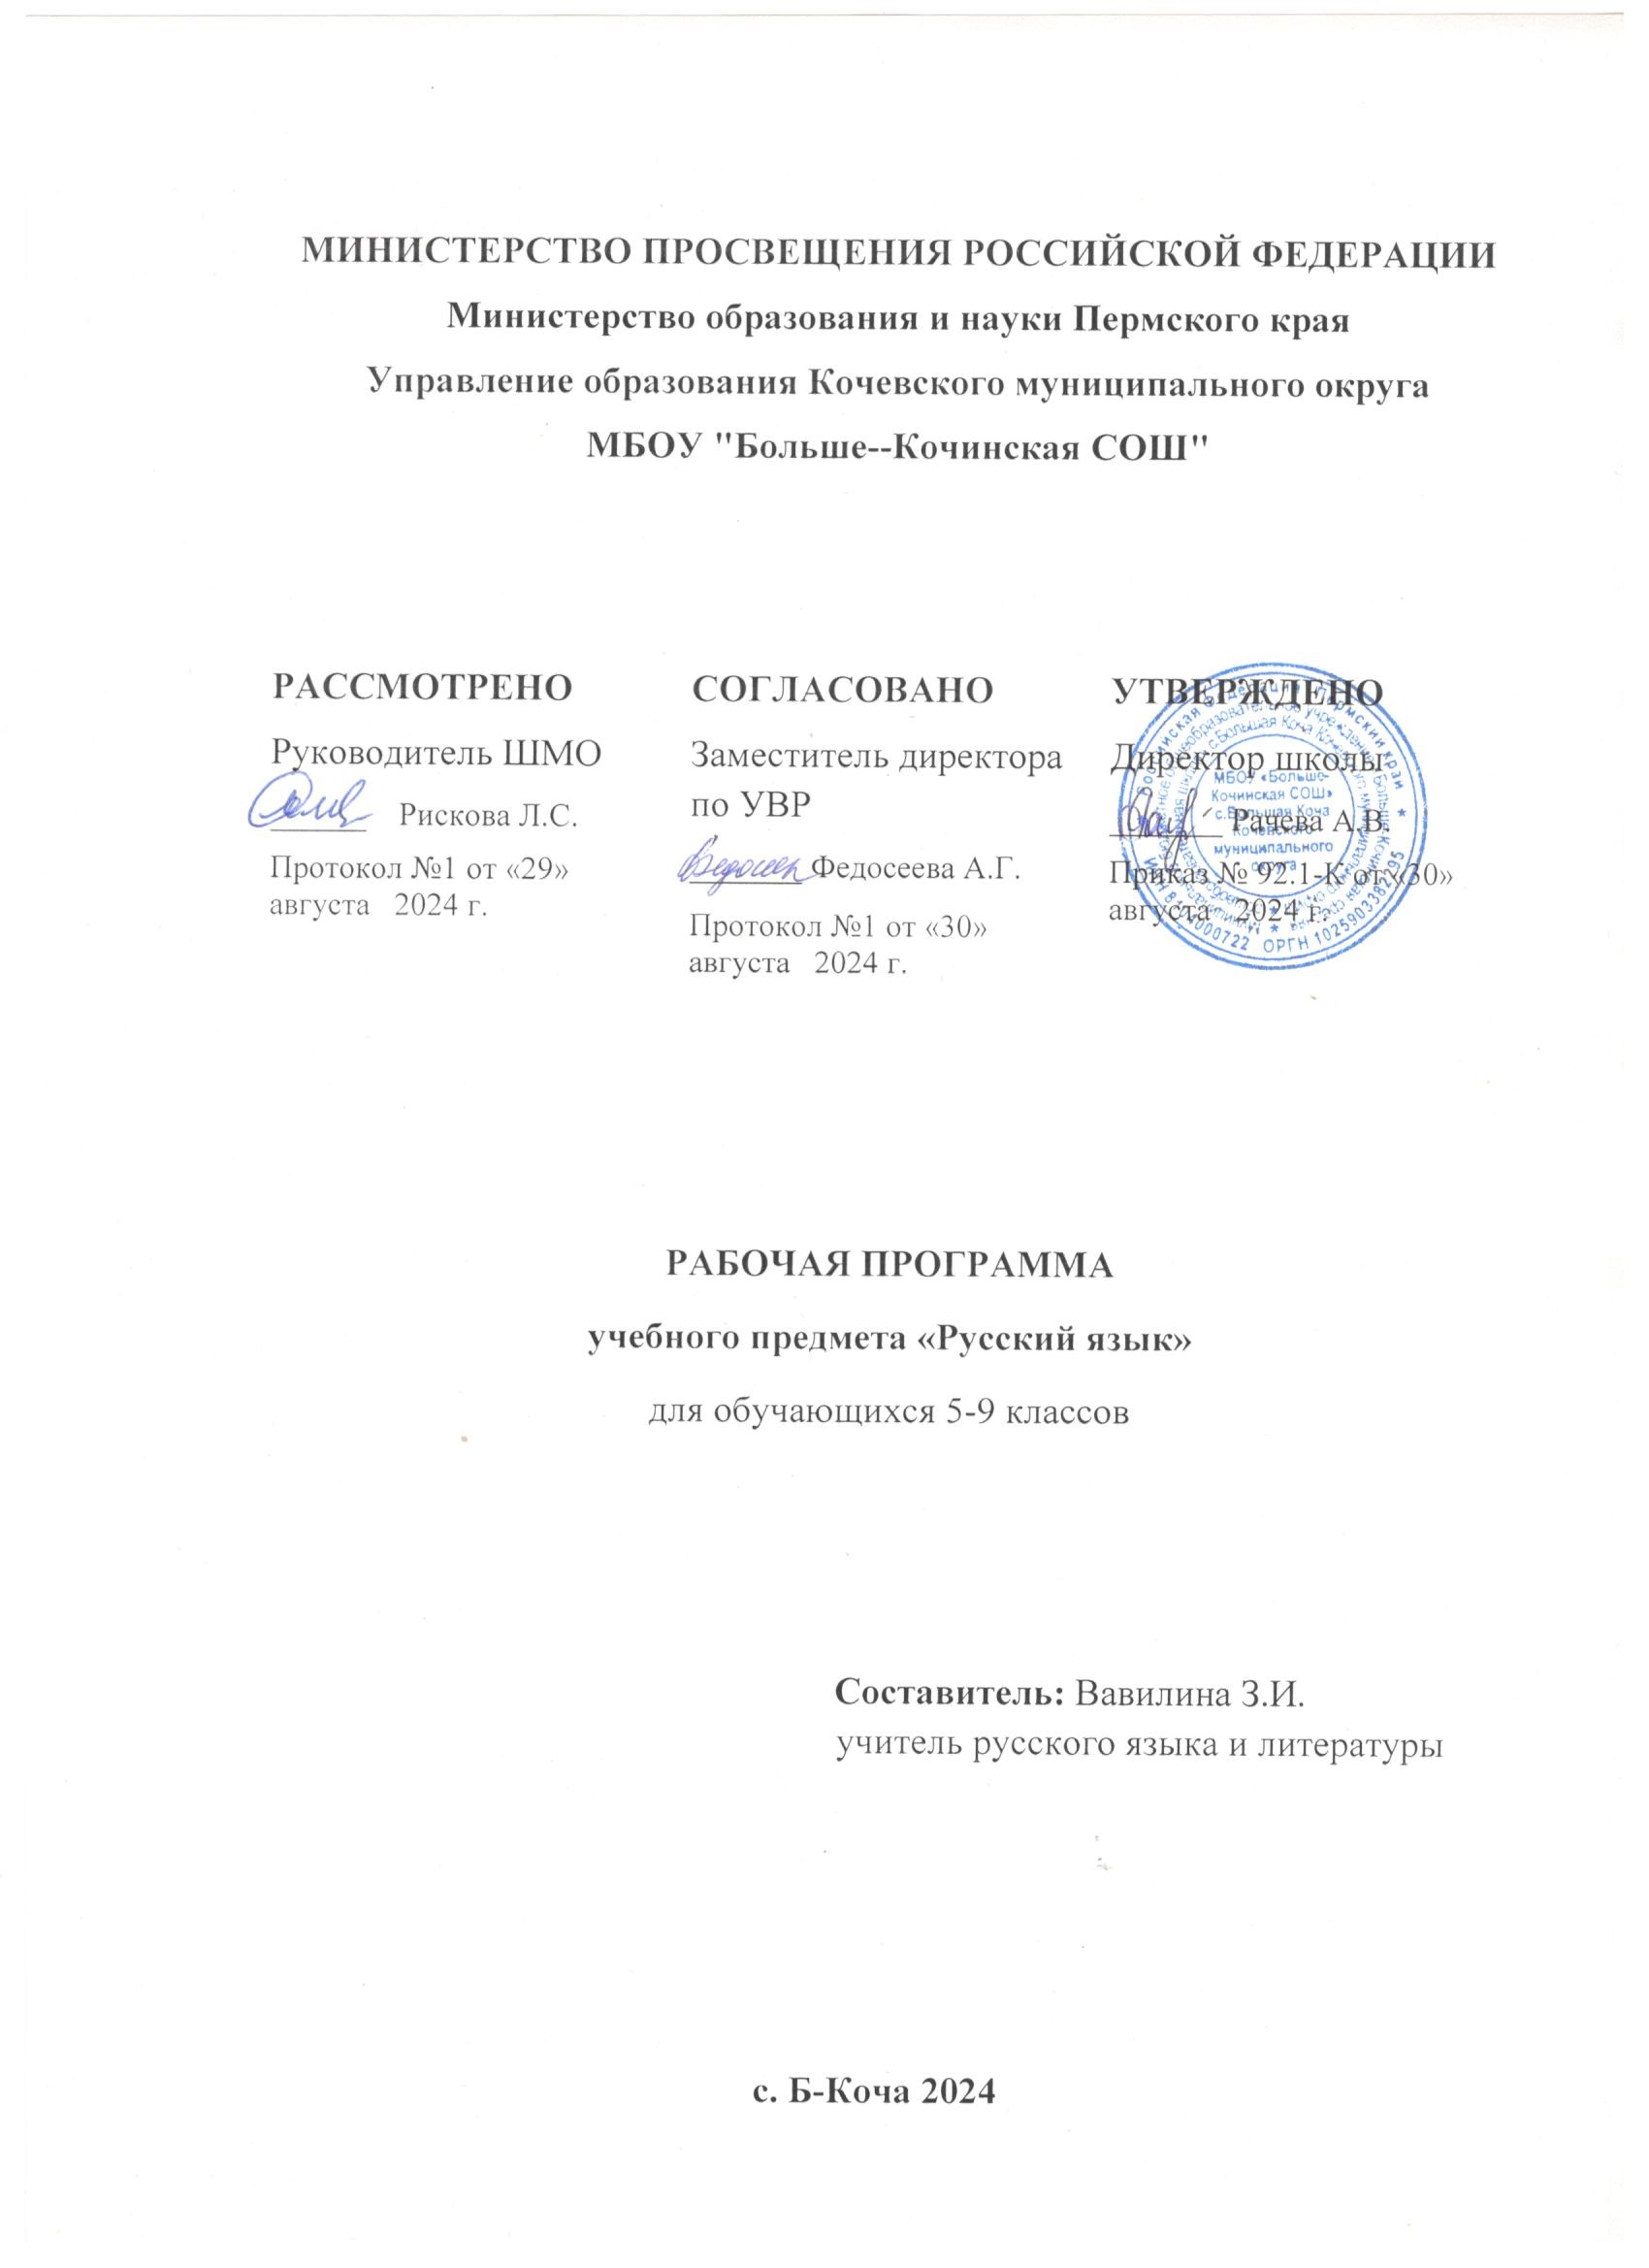 МИНИСТЕРСТВО ПРОСВЕЩЕНИЯ РОССИЙСКОЙ ФЕДЕРАЦИИ
Министерство образования и науки Пермского края
Управление образования Кочевского муниципального округа
МБОУ "Больше--Кочинская СОШ"
РАССМОТРЕНО
Руководитель ШМО
Рискова Л.С.
Протокол №1 от «29»
августа 2024 г.
СОГЛАСОВАНО
Заместитель директора
по УВР
Федосеева А.Г.
Протокол №1 от «30»
августа 2024 г.
УТВЕРЖДЕНО
Директор школы
Рачева А.В.
Приказ № 92.1-К от «30»
августа 2024 г.
МБОУ «Больше-
Кочинская СОШ»
с.Большая Коча
Кочевского
муниципального
округа
РАБОЧАЯ ПРОГРАММА
учебного предмета «Русский язык»
для обучающихся 5-9 классов
Составитель: Вавилина З.И.
учитель русского языка и литературы
с. Б-Коча 2024